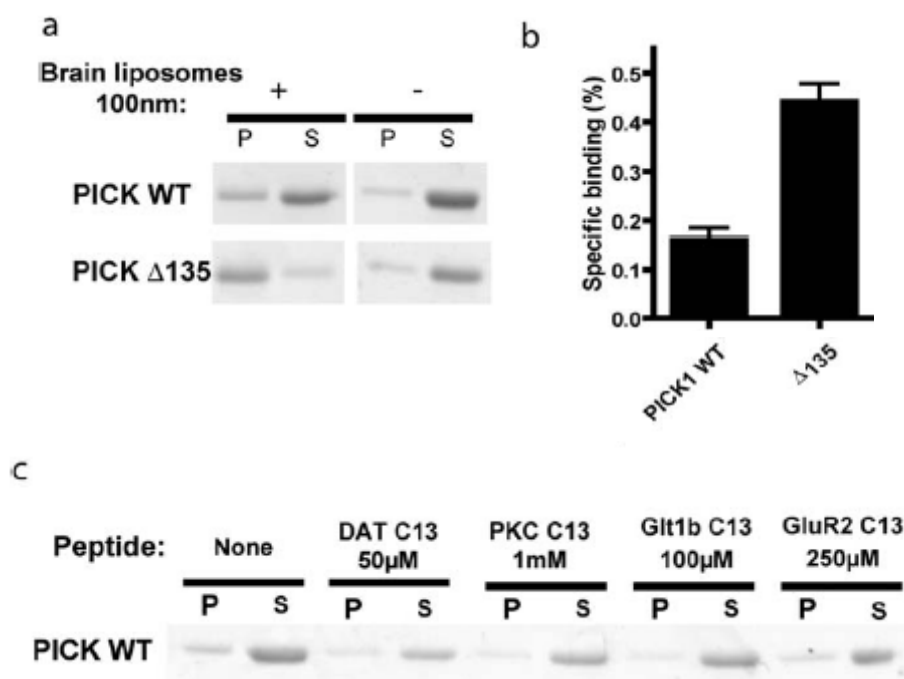 a
Brain liposomes
100nm:
+ -
P S P S
PICK WT
PICK Δ135
b
Specific binding (%)
0.5
0.4
0.3
0.2
0.1
0.0
PICK1 WT
Δ135
c
Peptide:
None
DAT C13
50µM
PKC C13
1mM
Glt1b C13
100µM
GluR2 C13
250µM
P S P S P S P S P S
PICK WT